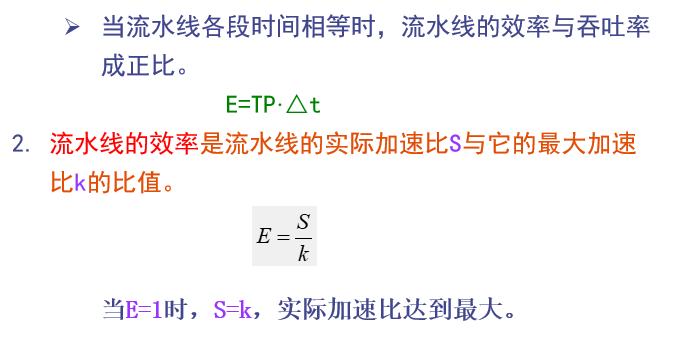 ➢ 当流水线各段时间相等时，流水线的效率与吞吐率
成正比。
E=TP·△t
2. 流水线的效率是流水线的实际加速比S与它的最大加速
比k的比值。
E = S/k
当E=1时，S=k，实际加速比达到最大。